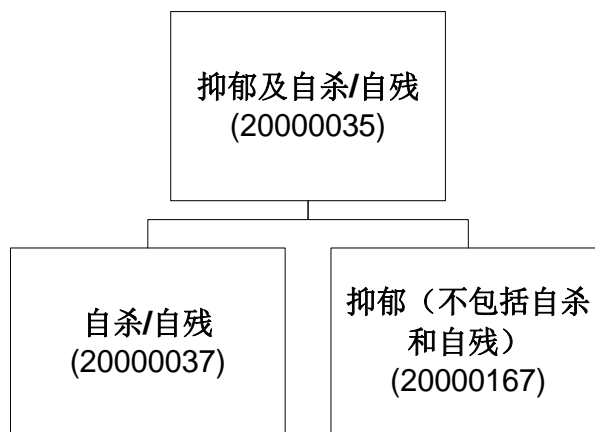 抑郁及自杀/自残
(20000035)
自杀/自残
(20000037)
抑郁（不包括自杀
和自残）
(20000167)